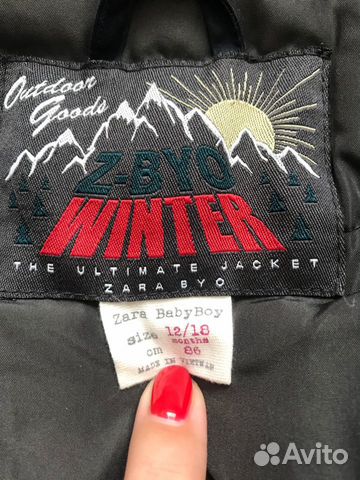 Outdoor
Goods
Z-BYO
WINTER
THE ULTIMATE JACKET
ZARA BYO
Zara BabyBoy
size 12/18
months
cm 86
MADE IN VIETNAM
Avito